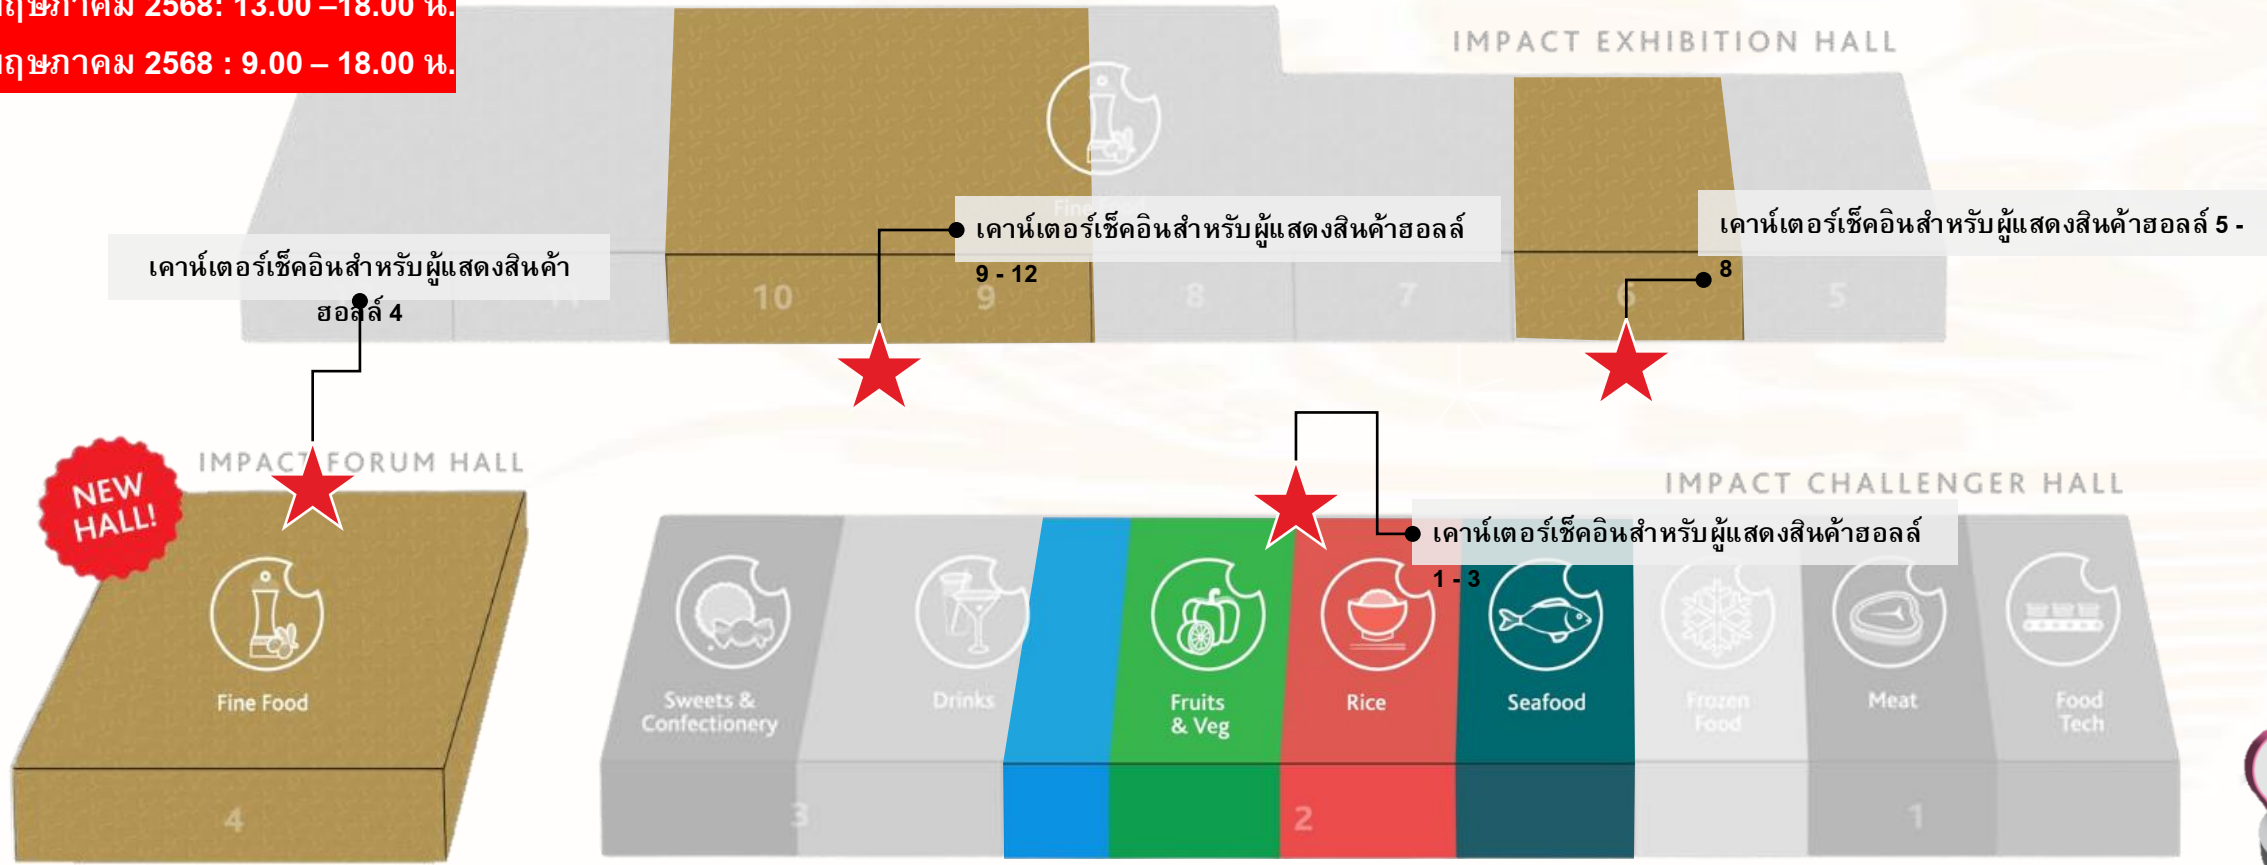 พฤษภาคม 2568: 13.00 –18.00 น.
พฤษภาคม 2568 : 9.00 – 18.00 น.
IMPACT EXHIBITION HALL
Fine Food
เคาน์เตอร์เช็คอินสำหรับผู้แสดงสินค้าฮอลล์
9 - 12
เคาน์เตอร์เช็คอินสำหรับผู้แสดงสินค้าฮอลล์ 5 -
8
เคาน์เตอร์เช็คอินสำหรับผู้แสดงสินค้า
ฮอลล์ 4
11
10
9
8
7
6
5
NEW
HALL!
IMPACT FORUM HALL
Fine Food
4
IMPACT CHALLENGER HALL
เคาน์เตอร์เช็คอินสำหรับผู้แสดงสินค้าฮอลล์
1 - 3
Sweets &
Confectionery
Drinks
Fruits
& Veg
Rice
Seafood
Frozen
Food
Meat
Food
Tech
3
2
1